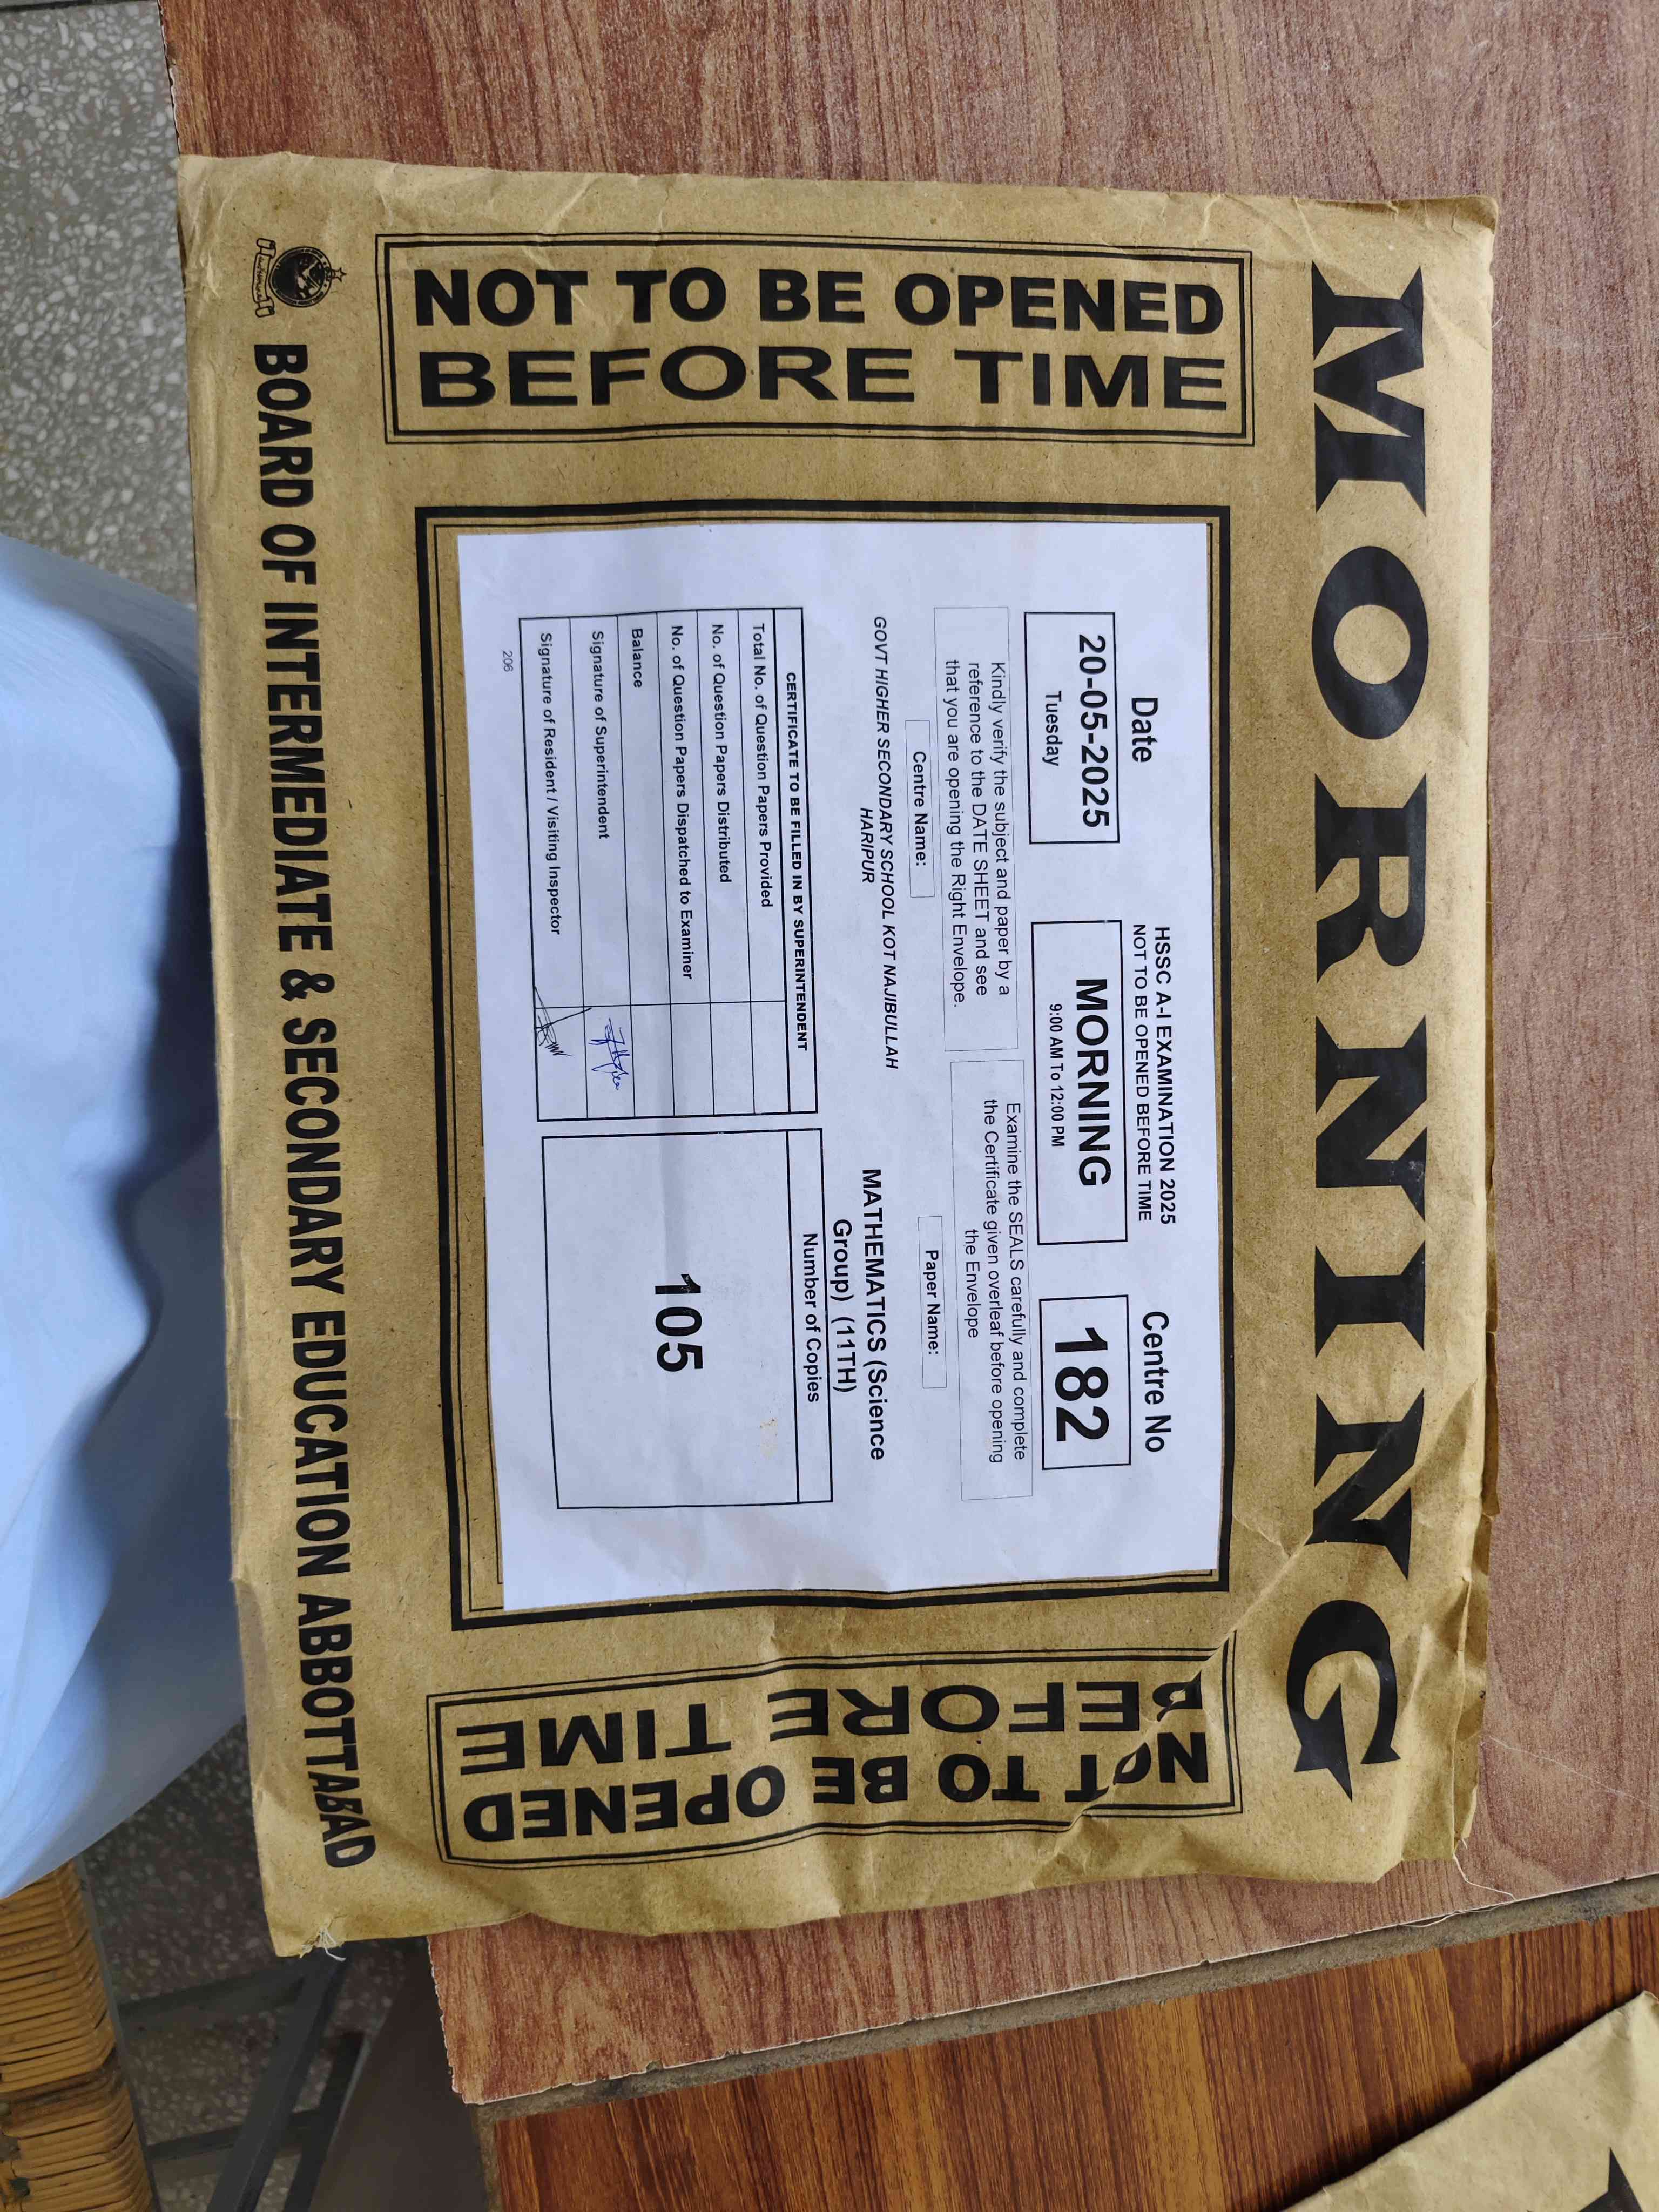 MORNING
NOT TO BE OPENED
BEFORE TIME
Date
HSSC A-I EXAMINATION 2025
NOT TO BE OPENED BEFORE TIME
Centre No
20-05-2025
Tuesday
MORNING
9:00 AM To 12:00 PM
182
Kindly verify the subject and paper by a
reference to the DATE SHEET and see
that you are opening the Right Envelope.
Examine the SEALS carefully and complete
the Certificate given overleaf before opening
the Envelope
Centre Name:
Paper Name:
GOVT HIGHER SECONDARY SCHOOL KOT NAJIBULLAH
HARIPUR
MATHEMATICS (Science
Group) (11TH)
CERTIFICATE TO BE FILLED IN BY SUPERINTENDENT
Total No. of Question Papers Provided
No. of Question Papers Distributed
No. of Question Papers Dispatched to Examiner
Balance
Signature of Superintendent
Signature of Resident / Visiting Inspector
Number of Copies
105
206
NOT TO BE OPENED
BEFORE TIME
BOARD OF INTERMEDIATE & SECONDARY EDUCATION ABBOTTABAD